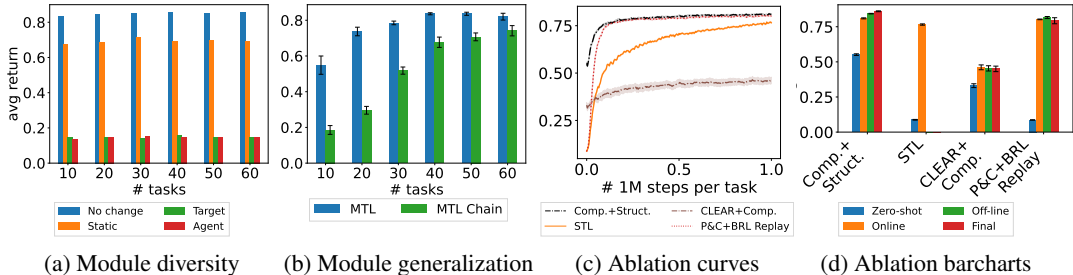 avg return
0.8
0.6
0.4
0.2
0.0
10 20 30 40 50 60
# tasks
No change Target
Static Agent
(a) Module diversity
0.8
0.6
0.4
0.2
0.0
10 20 30 40 50 60
# tasks
MTL MTL Chain
(b) Module generalization
0.75
0.50
0.25
0.0 0.5 1.0
# 1M steps per task
Comp.+Struct. CLEAR+Comp.
STL P&C+BRL Replay
(c) Ablation curves
0.75
0.50
0.25
0.00
Comp.+
Struct.
STL
CLEAR+
Comp.
P&C+BRL
Replay
Zero-shot Off-line
Online Final
(d) Ablation barcharts